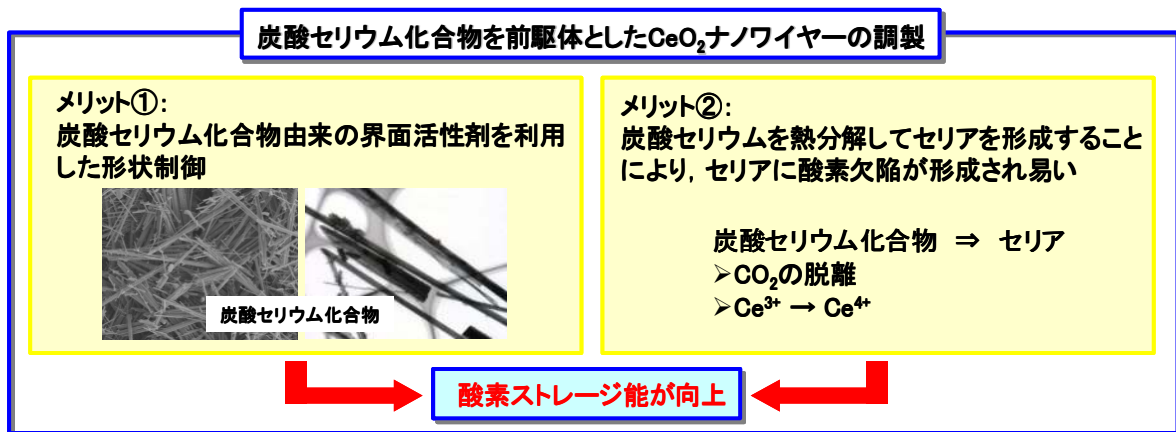 炭酸セリウム化合物を前駆体としたCeO₂ナノワイヤーの調製
メリット①：
炭酸セリウム化合物由来の界面活性剤を利用
した形状制御
炭酸セリウム化合物
メリット②：
炭酸セリウムを熱分解してセリアを形成すること
により，セリアに酸素欠陥が形成され易い
炭酸セリウム化合物 ⇒ セリア
➢CO₂の脱離
➢Ce³⁺ → Ce⁴⁺
酸素ストレージ能が向上